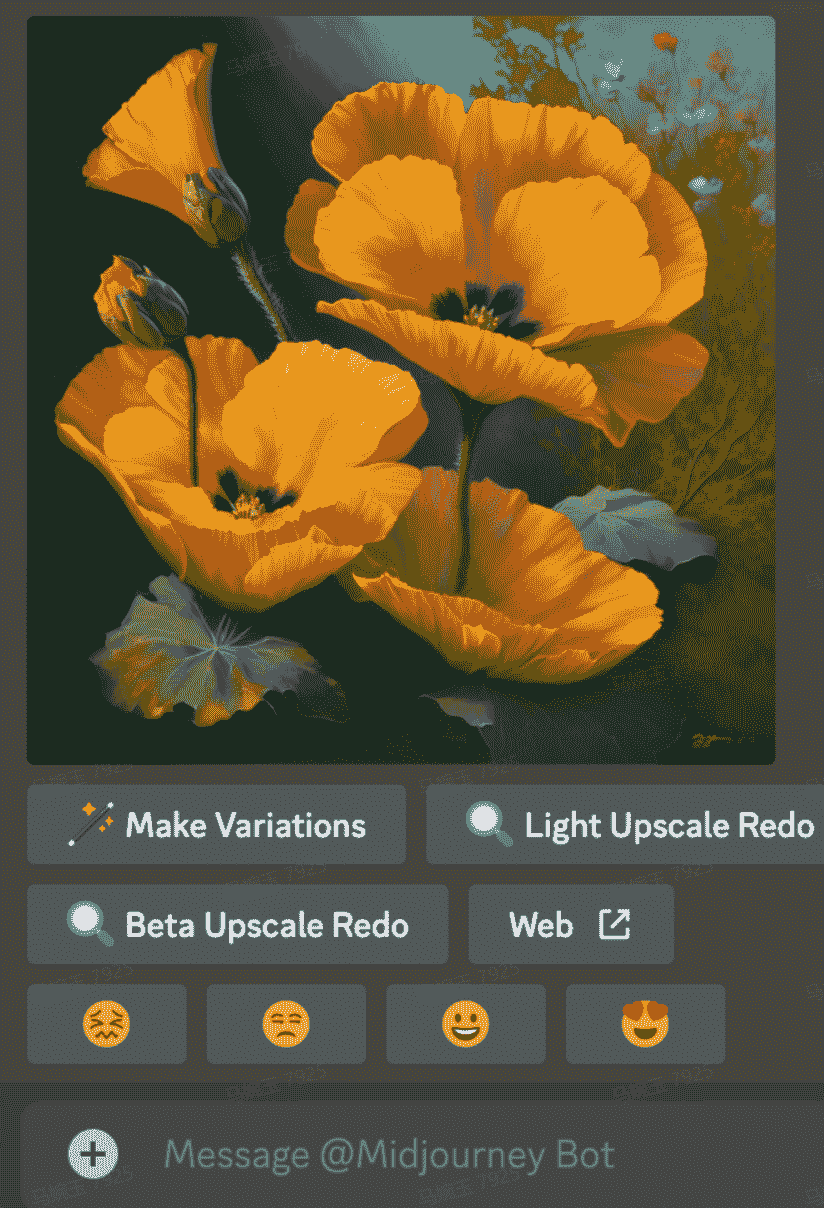 Make Variations
Light Upscale Redo
Beta Upscale Redo
Web
Message @Midjourney Bot